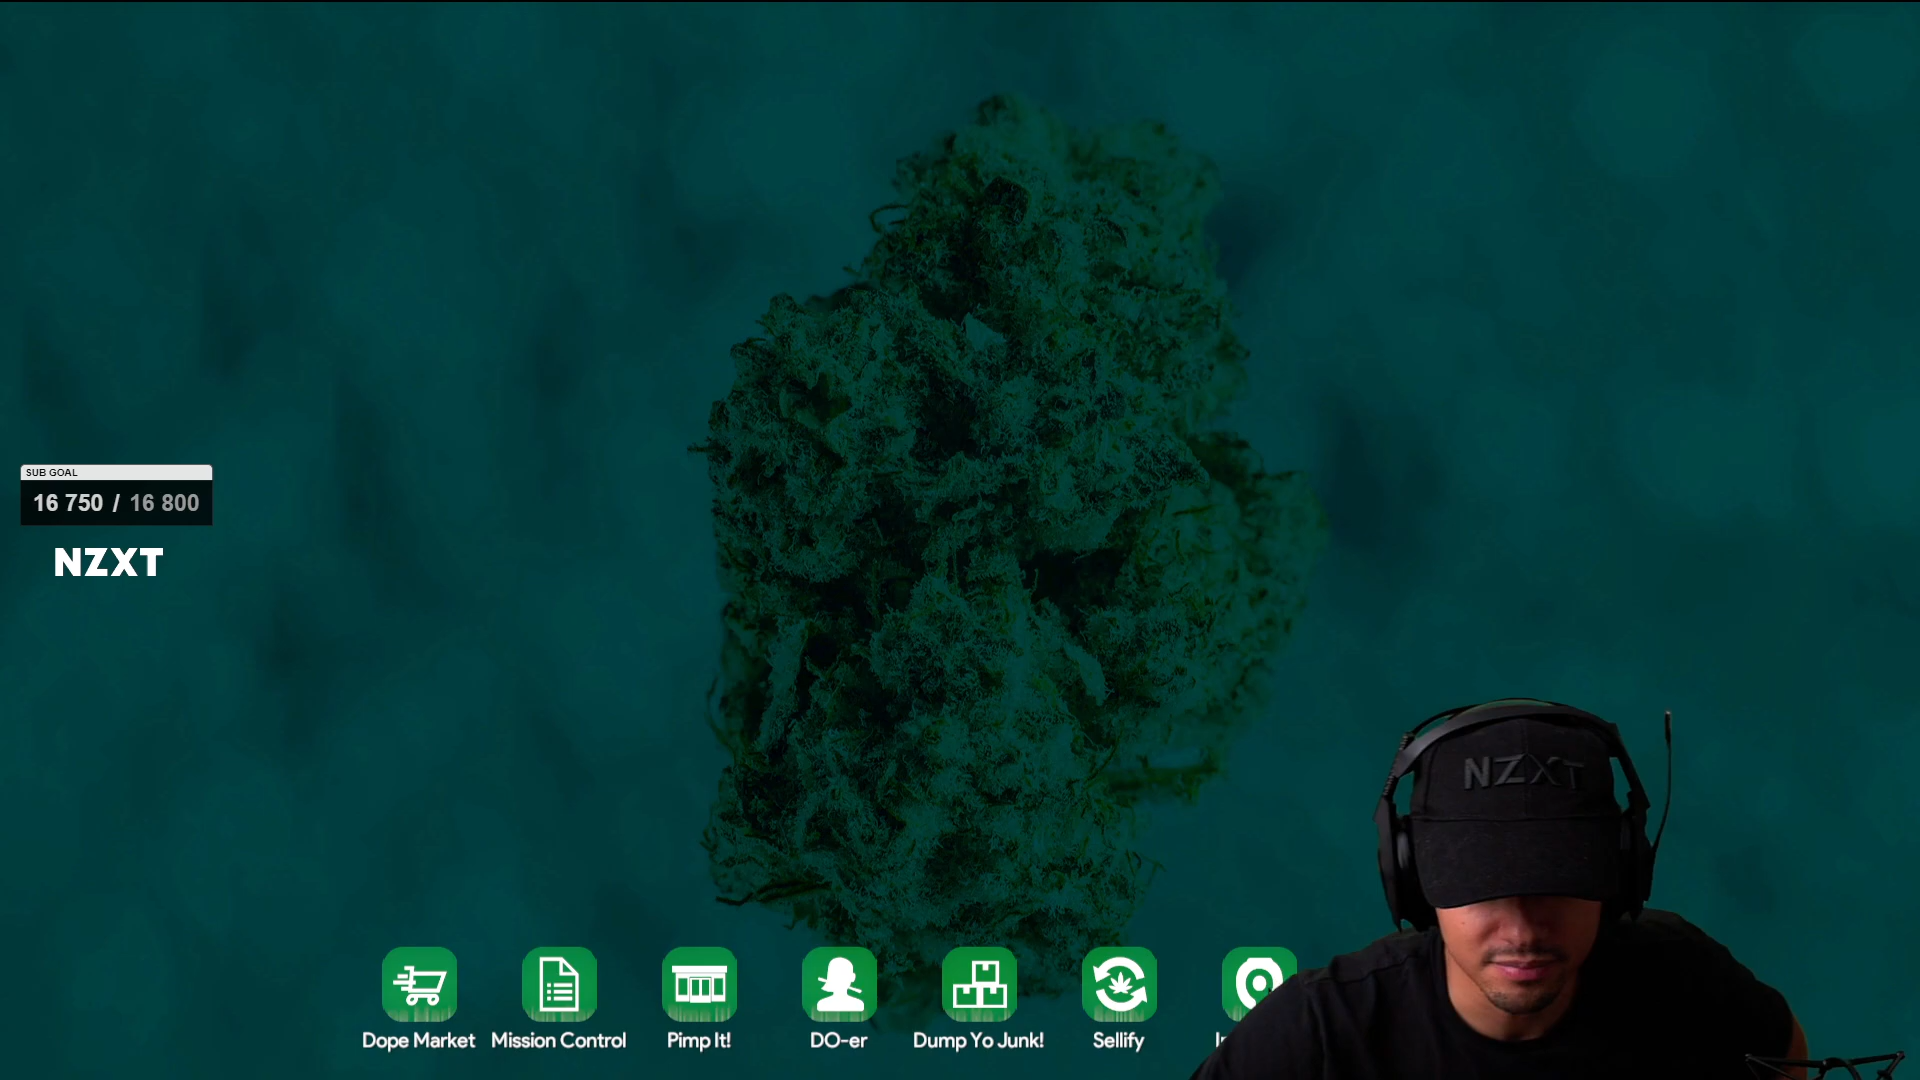 SUB GOAL
16 750 / 16 800
NZXT
NZXT
Dope Market
Mission Control
Pimp It!
DO-er
Dump Yo Junk!
Sellify